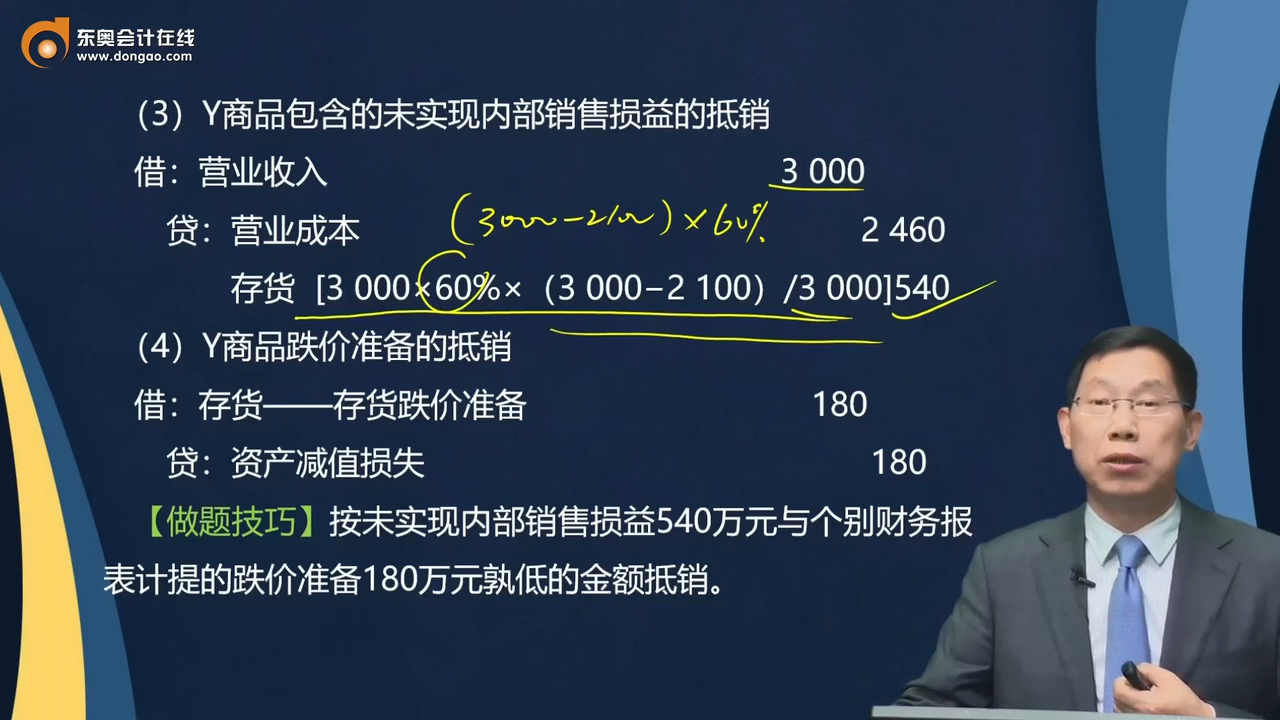 东奥会计在线
www.dongao.com
（3）Y商品包含的未实现内部销售损益的抵销
借：营业收入 3 000
(3000-2100)×60%
贷：营业成本 2 460
存货 [3 000×60%×（3 000-2 100）/3 000]540
（4）Y商品跌价准备的抵销
借：存货——存货跌价准备 180
贷：资产减值损失 180
【做题技巧】按未实现内部销售损益540万元与个别财务报
表计提的跌价准备180万元孰低的金额抵销。